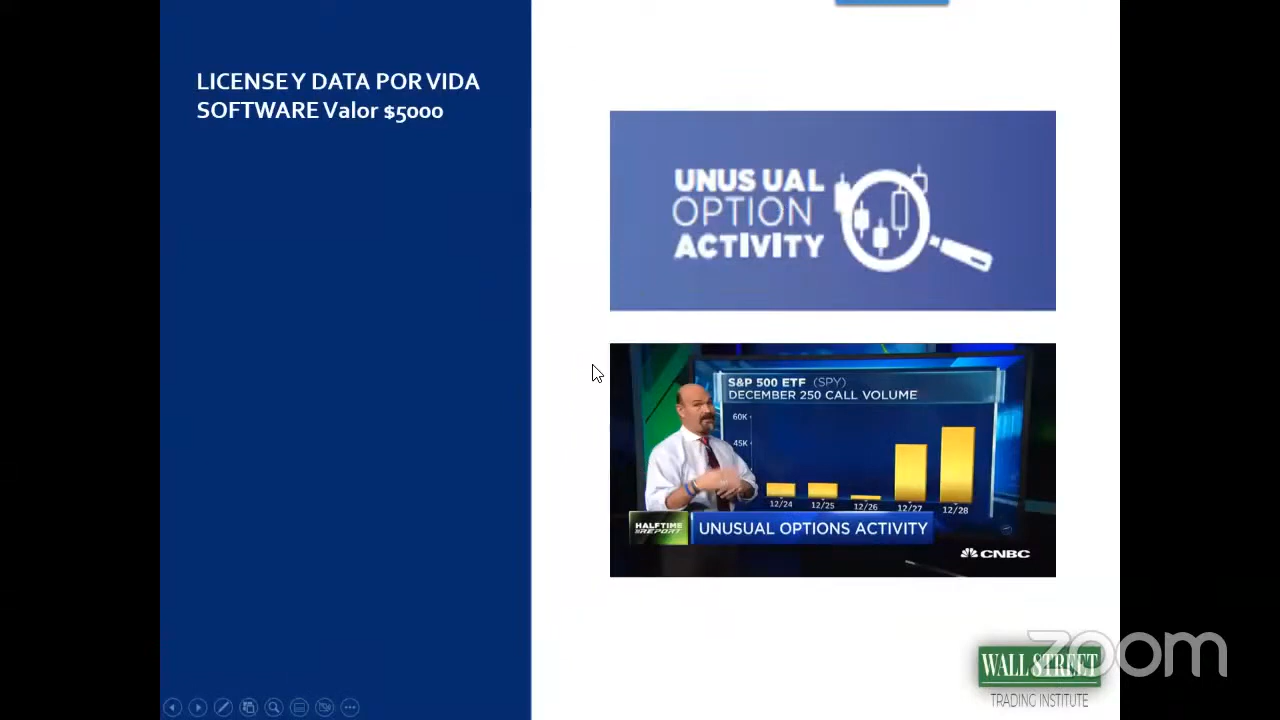 LICENSE Y DATA POR VIDA
SOFTWARE Valor $5000
UNUSUAL
OPTION
ACTIVITY
S&P 500 ETF (SPY)
DECEMBER 250 CALL VOLUME
60K
45K
12/24
12/25
12/26
12/27
12/28
HALFTIME
REPORT
UNUSUAL OPTIONS ACTIVITY
CNBC
zoom
WALL STREET
TRADING INSTITUTE